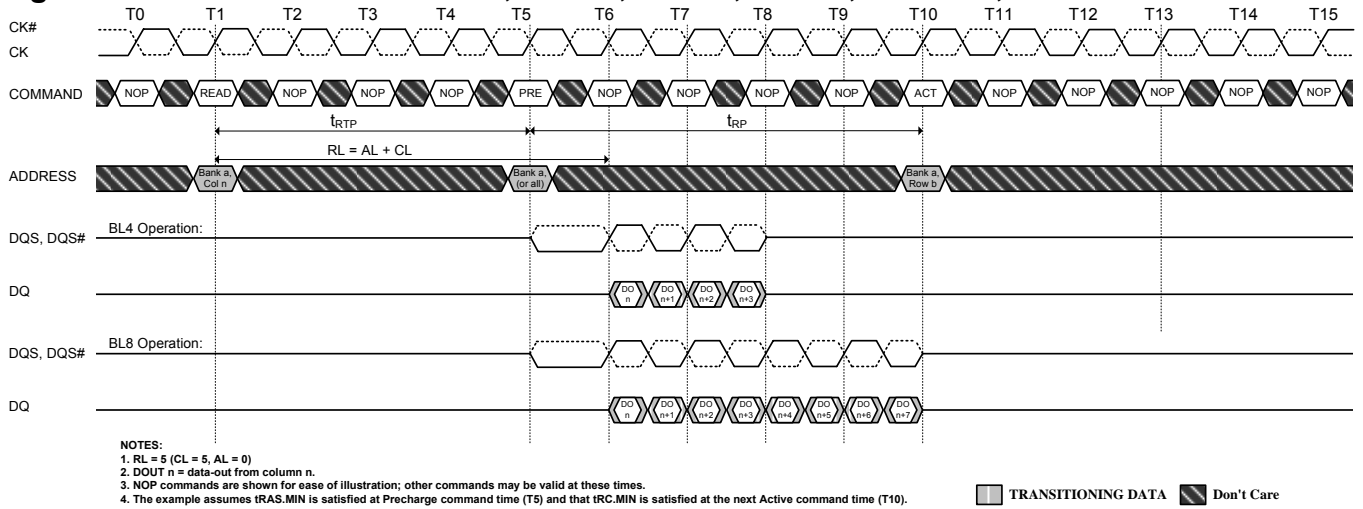 T0 T1 T2 T3 T4 T5 T6 T7 T8 T9 T10 T11 T12 T13 T14 T15
CK#
CK
COMMAND NOP READ NOP NOP NOP PRE NOP NOP NOP NOP ACT NOP NOP NOP NOP NOP
tRTP tRP
RL = AL + CL
ADDRESS Bank a, Col n Bank a, (or all) Bank a, Row b
BL4 Operation:
DQS, DQS#
DQ DO n DO n+1 DO n+2 DO n+3
BL8 Operation:
DQS, DQS#
DQ DO n DO n+1 DO n+2 DO n+3 DO n+4 DO n+5 DO n+6 DO n+7
NOTES:
1. RL = 5 (CL = 5, AL = 0)
2. DOUT n = data-out from column n.
3. NOP commands are shown for ease of illustration; other commands may be valid at these times.
4. The example assumes tRAS.MIN is satisfied at Precharge command time (T5) and that tRC.MIN is satisfied at the next Active command time (T10).
TRANSITIONING DATA Don't Care